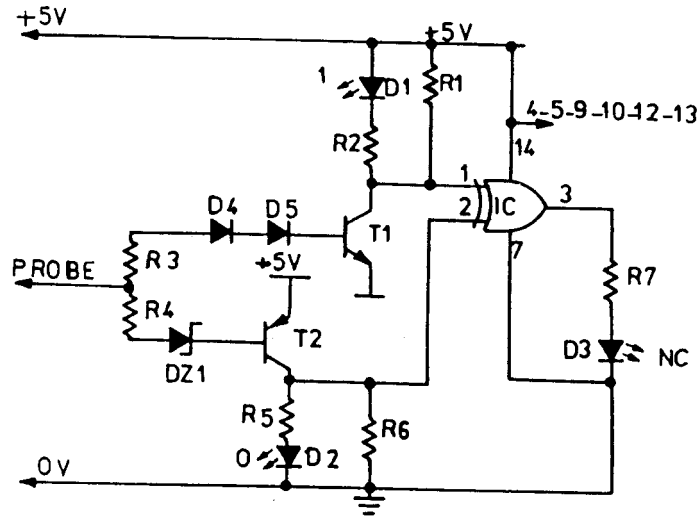 +5V
+5V
1
D1
R1
4-5-9-10-12-13
R2
14
1
3
D4
D5
2
IC
T1
7
R3
+5V
PROBE
R7
R4
T2
D3
NC
DZ1
R5
R6
0
D2
0V